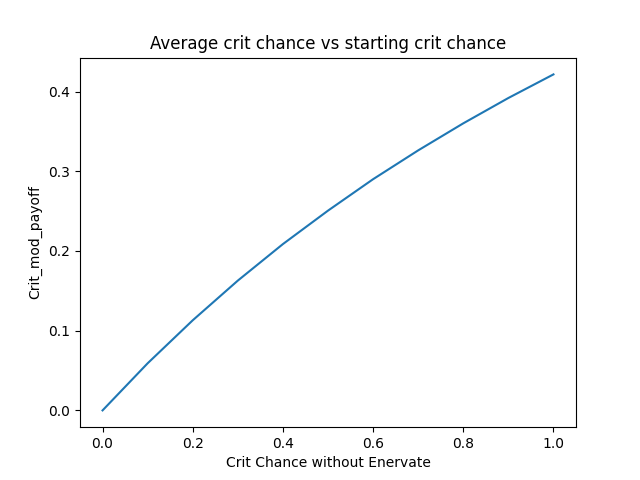 Average crit chance vs starting crit chance
Crit_mod_payoff
0.4
0.3
0.2
0.1
0.0
0.0 0.2 0.4 0.6 0.8 1.0
Crit Chance without Enervate